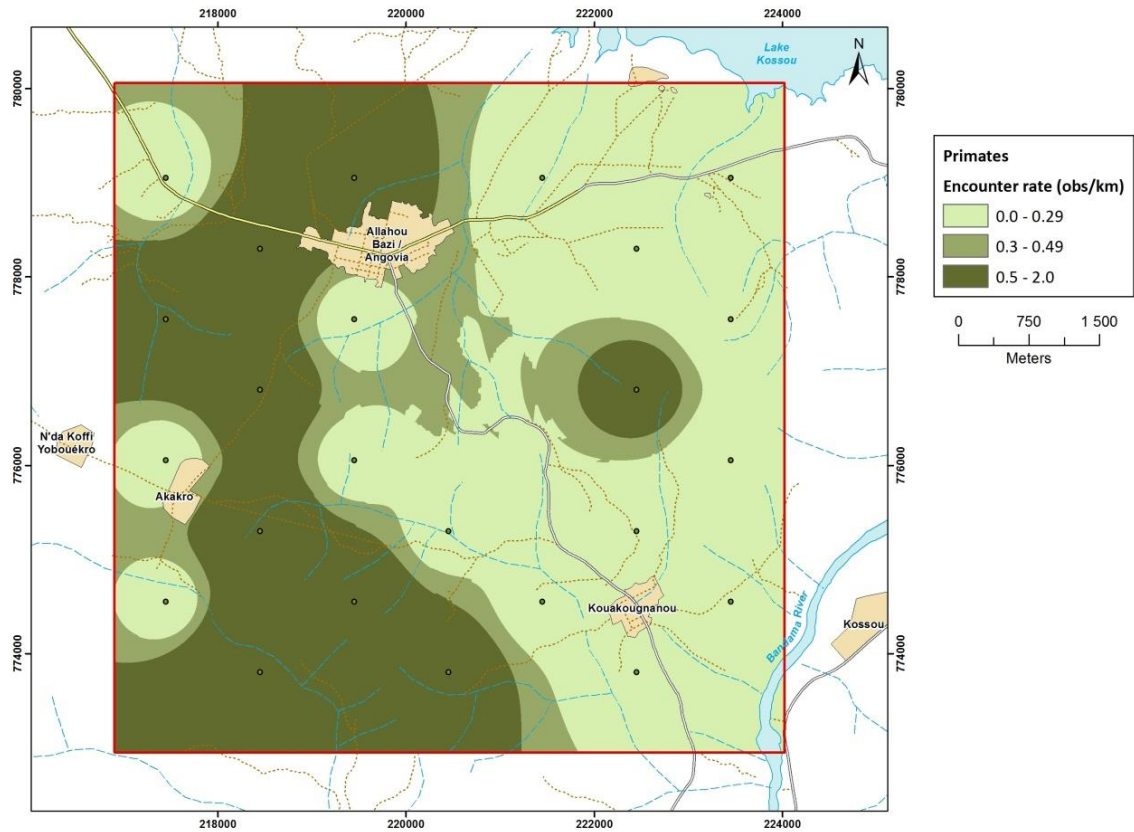 218000 220000 222000 224000
Lake
Kossou
N
780000 780000
Primates
Encounter rate (obs/km)
0.0 - 0.29
0.3 - 0.49
0.5 - 2.0
0 750 1 500
Meters
Allahou
Bazi /
Angovia
778000 778000
N'da Koffi
Yobouékro
776000 776000
Akakro
Kouakougnanou
Kossou
Bandama River
774000 774000
218000 220000 222000 224000